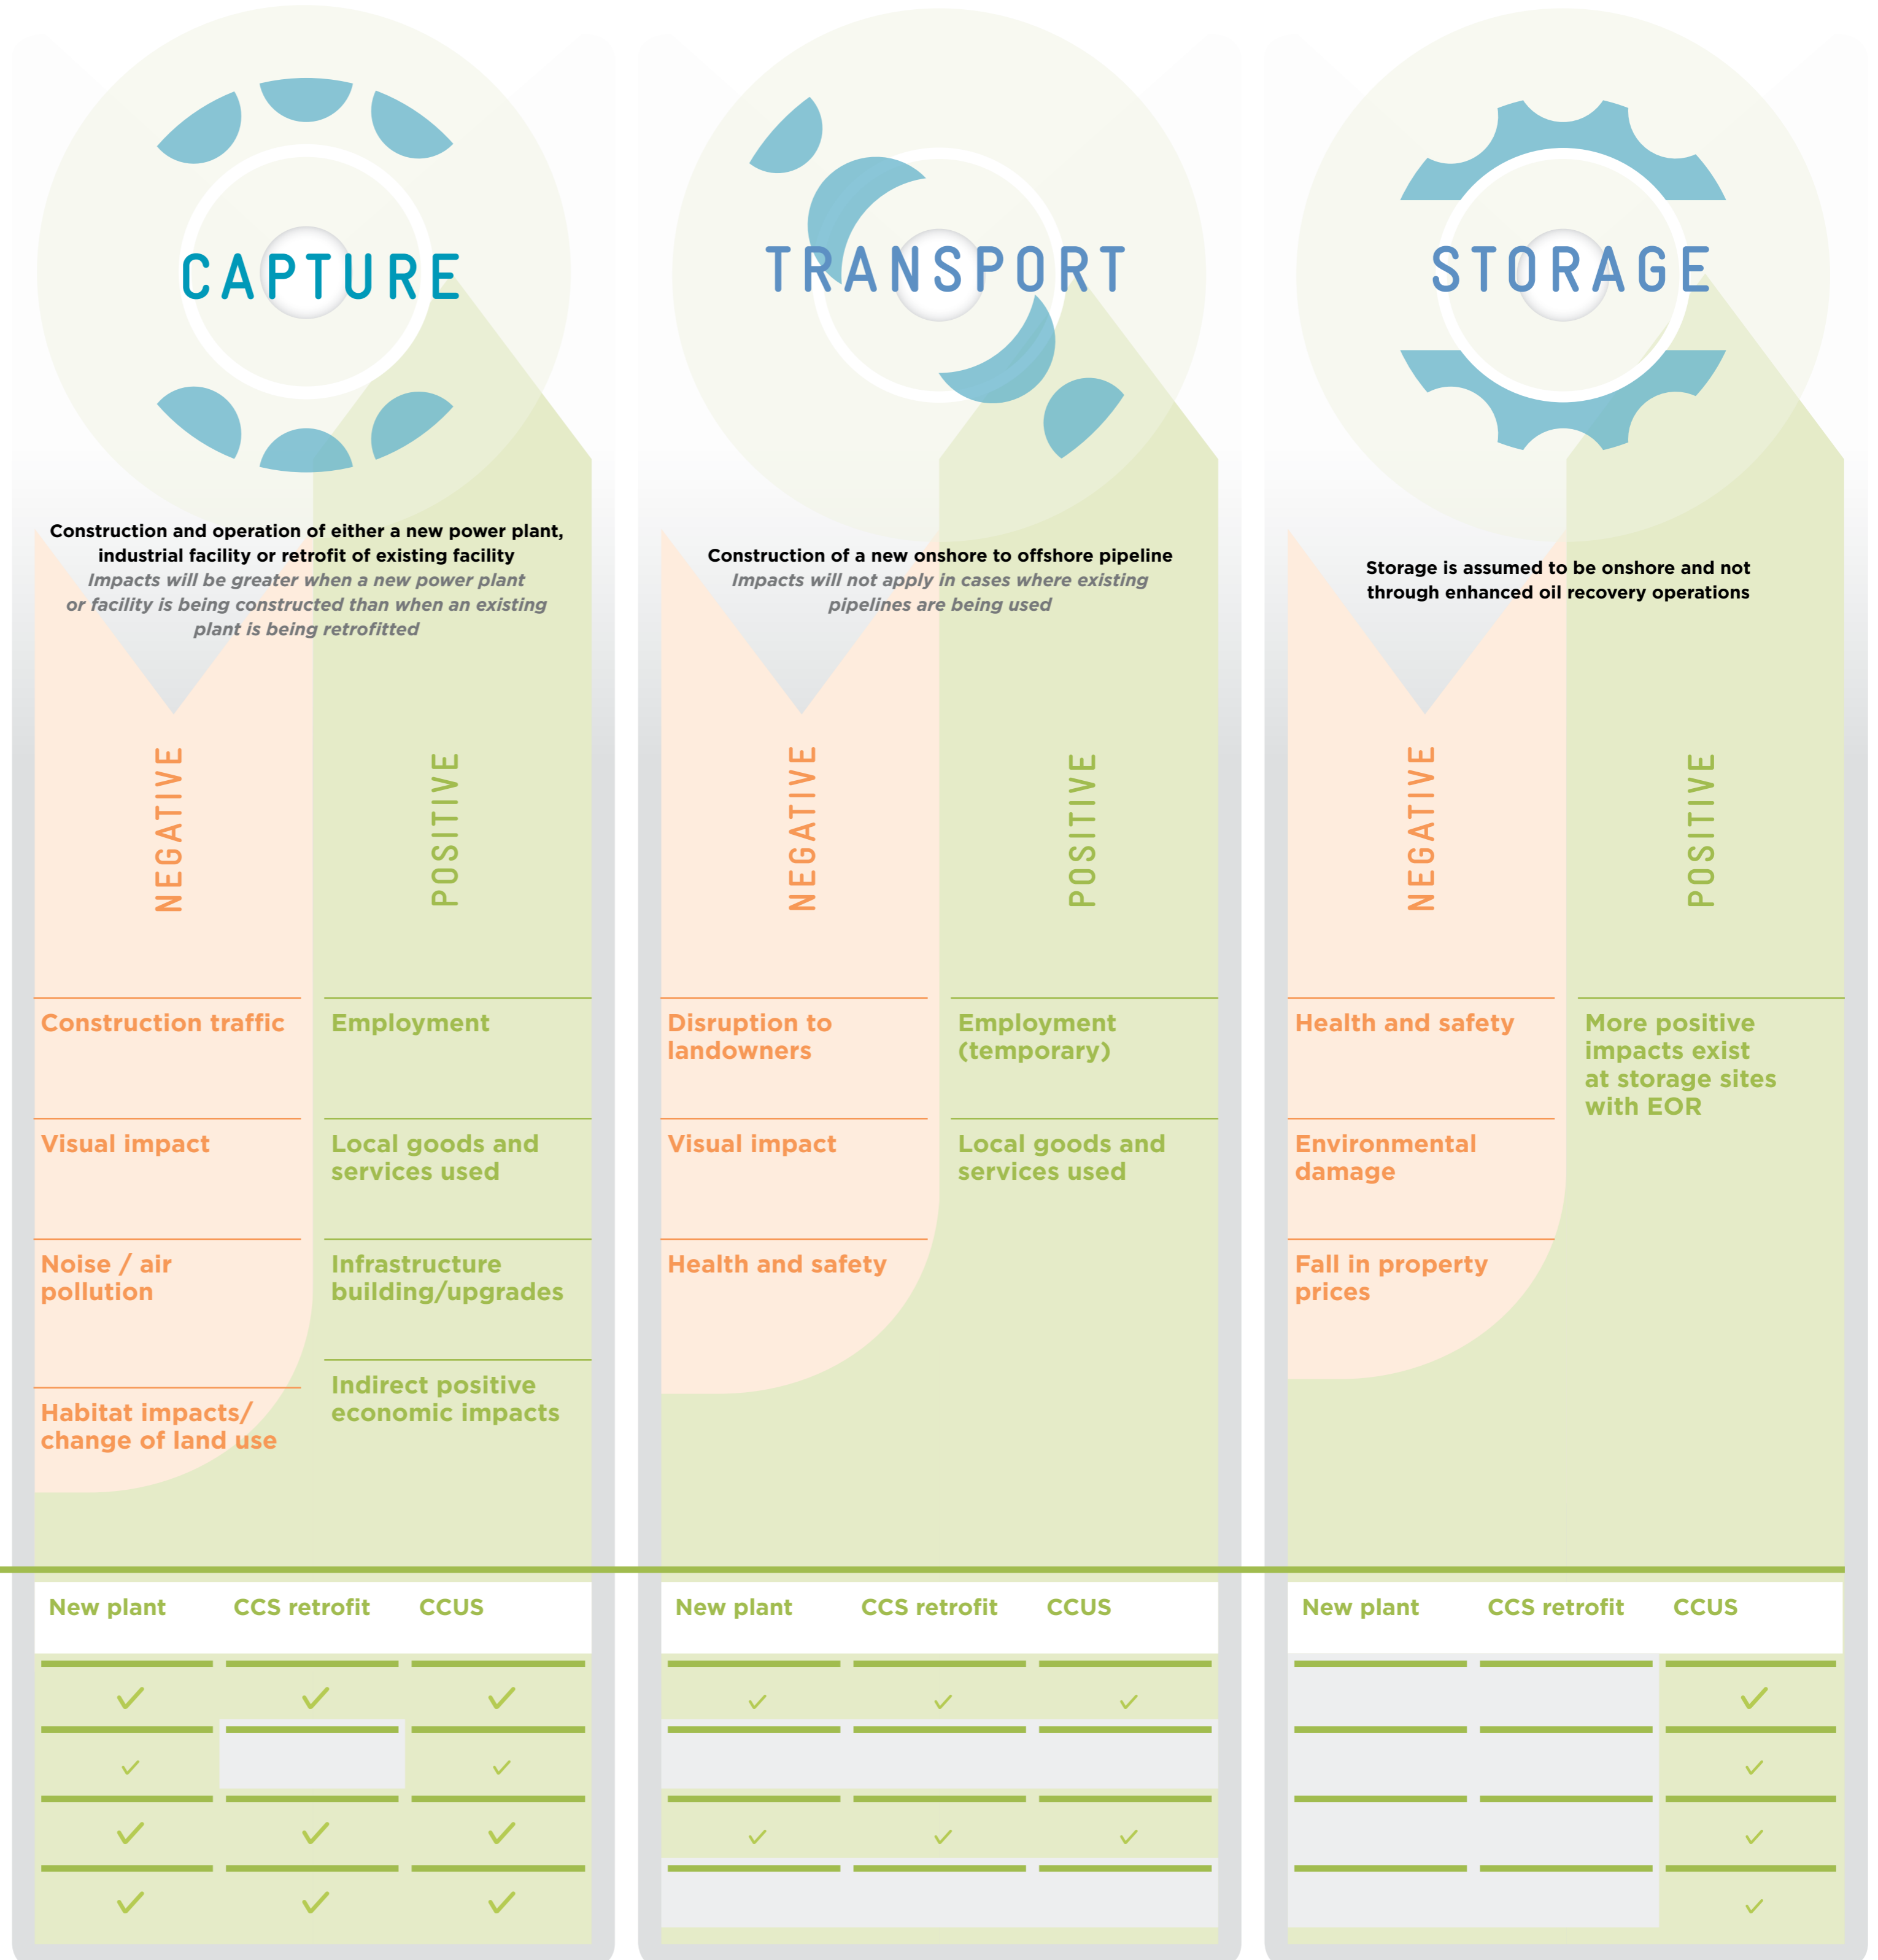 CAPTURE
Construction and operation of either a new power plant,
industrial facility or retrofit of existing facility
Impacts will be greater when a new power plant
or facility is being constructed than when an existing
plant is being retrofitted
NEGATIVE
POSITIVE
Construction traffic
Visual impact
Noise / air
pollution
Habitat impacts/
change of land use
Employment
Local goods and
services used
Infrastructure
building/upgrades
Indirect positive
economic impacts
New plant
CCS retrofit
CCUS
TRANSPORT
Construction of a new onshore to offshore pipeline
Impacts will not apply in cases where existing
pipelines are being used
NEGATIVE
POSITIVE
Disruption to
landowners
Visual impact
Health and safety
Employment
(temporary)
Local goods and
services used
New plant
CCS retrofit
CCUS
STORAGE
Storage is assumed to be onshore and not
through enhanced oil recovery operations
NEGATIVE
POSITIVE
Health and safety
Environmental
damage
Fall in property
prices
More positive
impacts exist
at storage sites
with EOR
New plant
CCS retrofit
CCUS